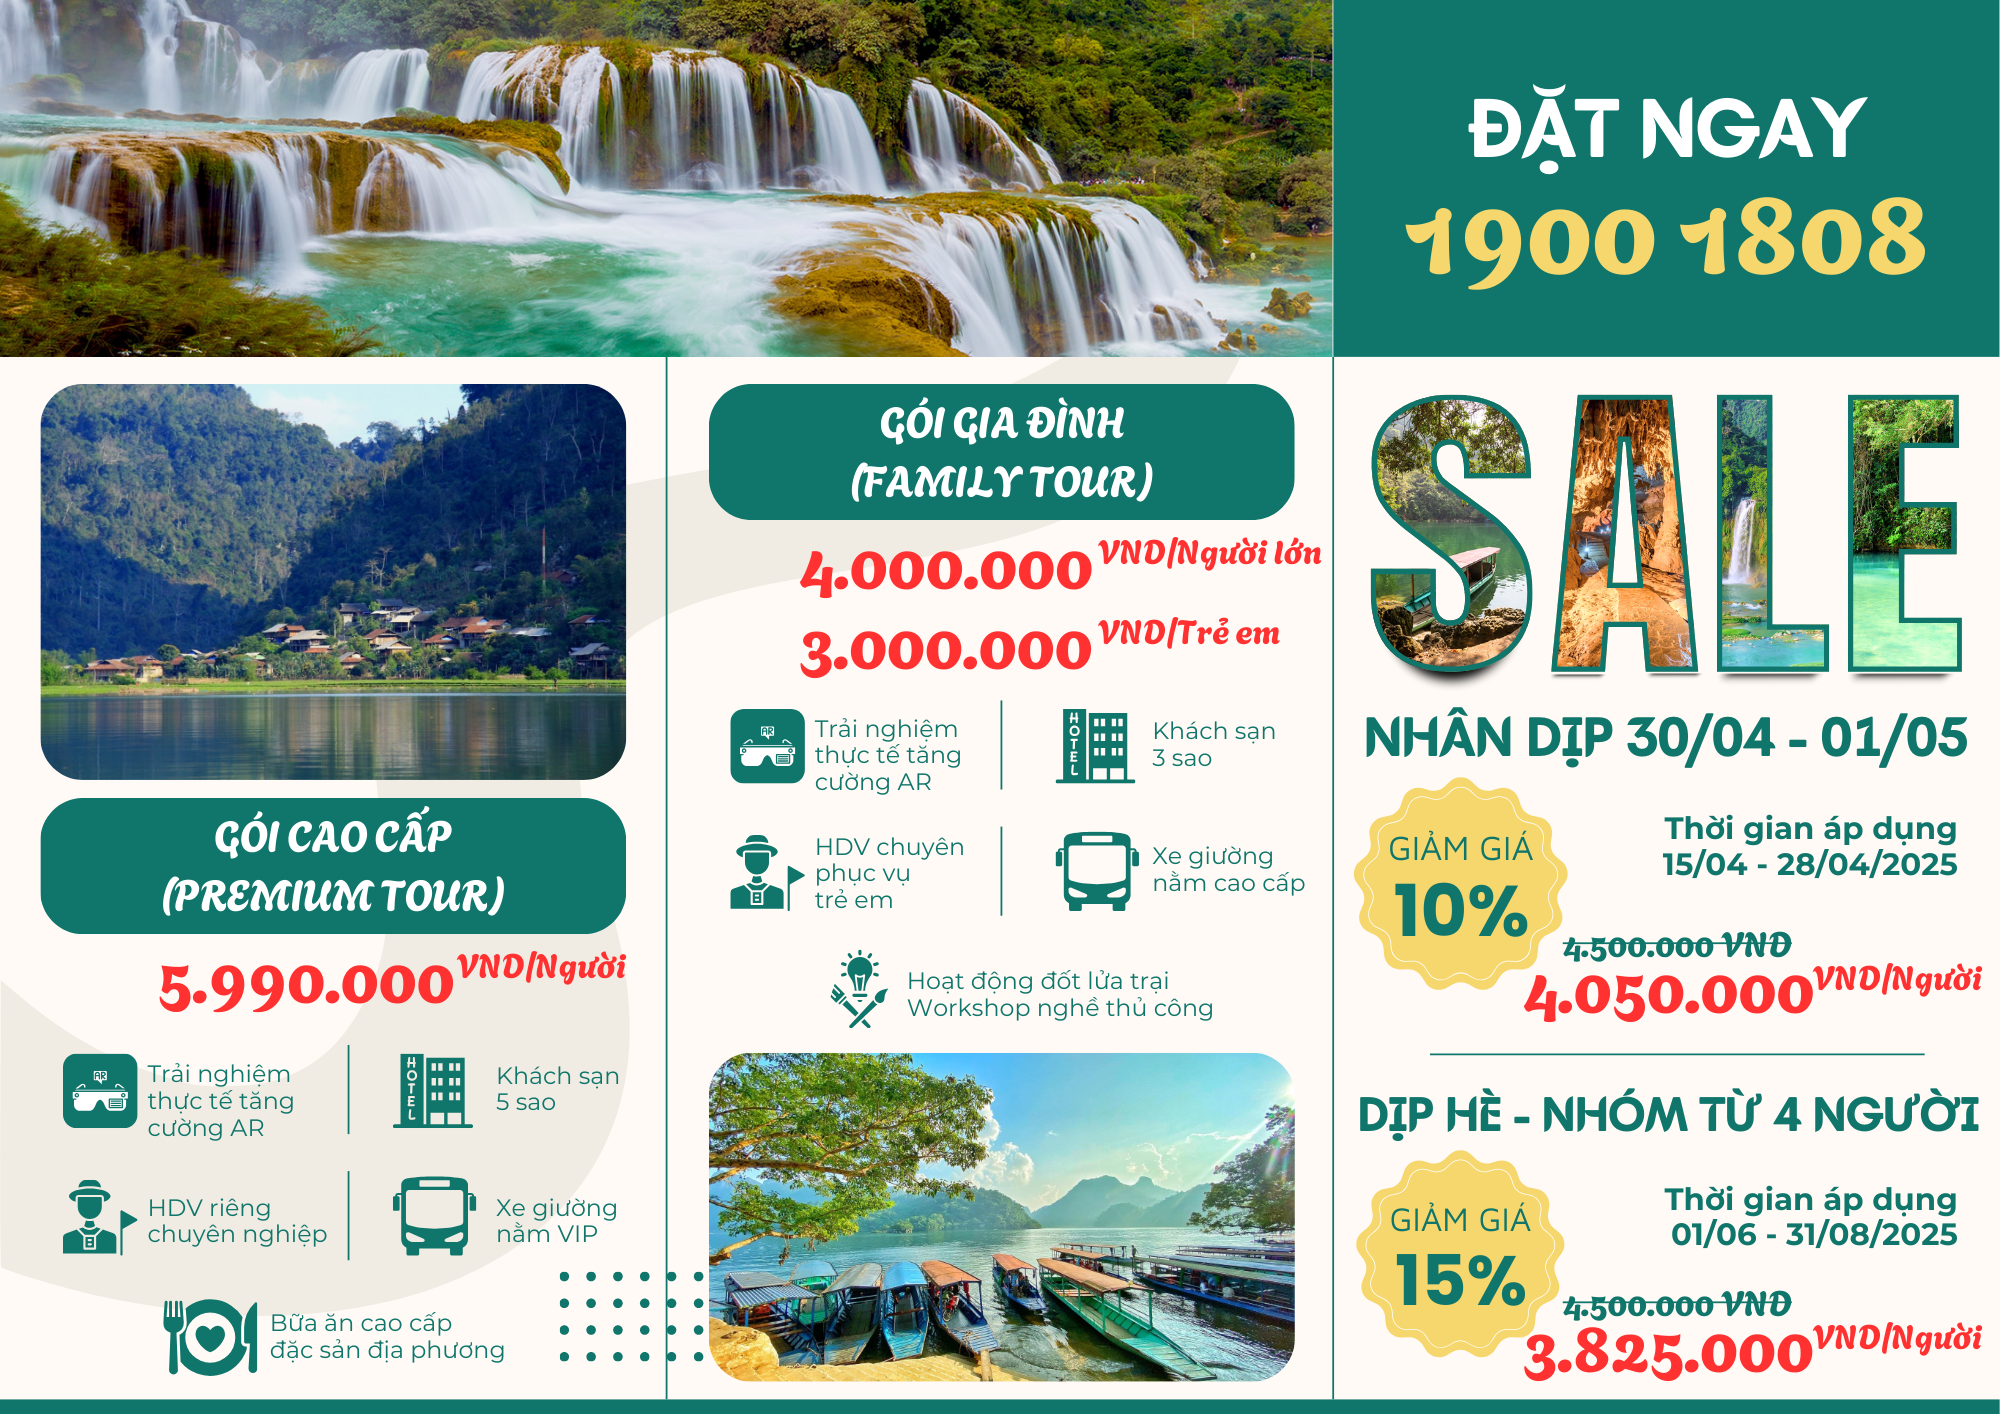 ĐẶT NGAY
1900 1808
GÓI CAO CẤP
(PREMIUM TOUR)
5.990.000 VND/Người
AR
Trải nghiệm
thực tế tăng
cường AR
HOTEL
Khách sạn
5 sao
HDV riêng
chuyên nghiệp
Xe giường
nằm VIP
Bữa ăn cao cấp
đặc sản địa phương
GÓI GIA ĐÌNH
(FAMILY TOUR)
4.000.000 VND/Người lớn
3.000.000 VND/Trẻ em
AR
Trải nghiệm
thực tế tăng
cường AR
HOTEL
Khách sạn
3 sao
HDV chuyên
phục vụ
trẻ em
Xe giường
nằm cao cấp
Hoạt động đốt lửa trại
Workshop nghề thủ công
SALE
NHÂN DỊP 30/04 - 01/05
GIẢM GIÁ
10%
Thời gian áp dụng
15/04 - 28/04/2025
4.500.000 VND
4.050.000 VND/Người
DỊP HÈ - NHÓM TỪ 4 NGƯỜI
GIẢM GIÁ
15%
Thời gian áp dụng
01/06 - 31/08/2025
4.500.000 VND
3.825.000 VND/Người